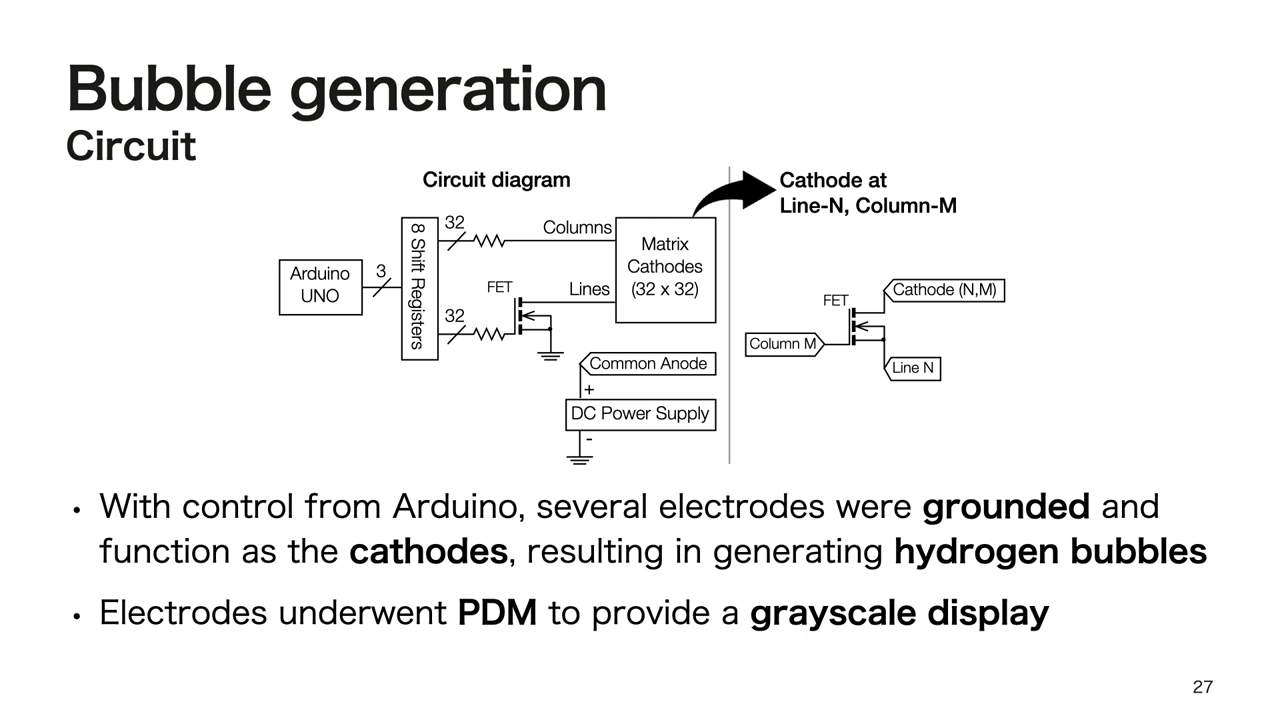 Bubble generation
Circuit
Circuit diagram
Cathode at
Line-N, Column-M
Arduino
UNO
3
8 Shift Registers
32
Columns
FET
Lines
32
Matrix
Cathodes
(32 x 32)
Common Anode
+
DC Power Supply
-
FET
Cathode (N,M)
Column M
Line N
• With control from Arduino, several electrodes were grounded and
function as the cathodes, resulting in generating hydrogen bubbles
• Electrodes underwent PDM to provide a grayscale display
27